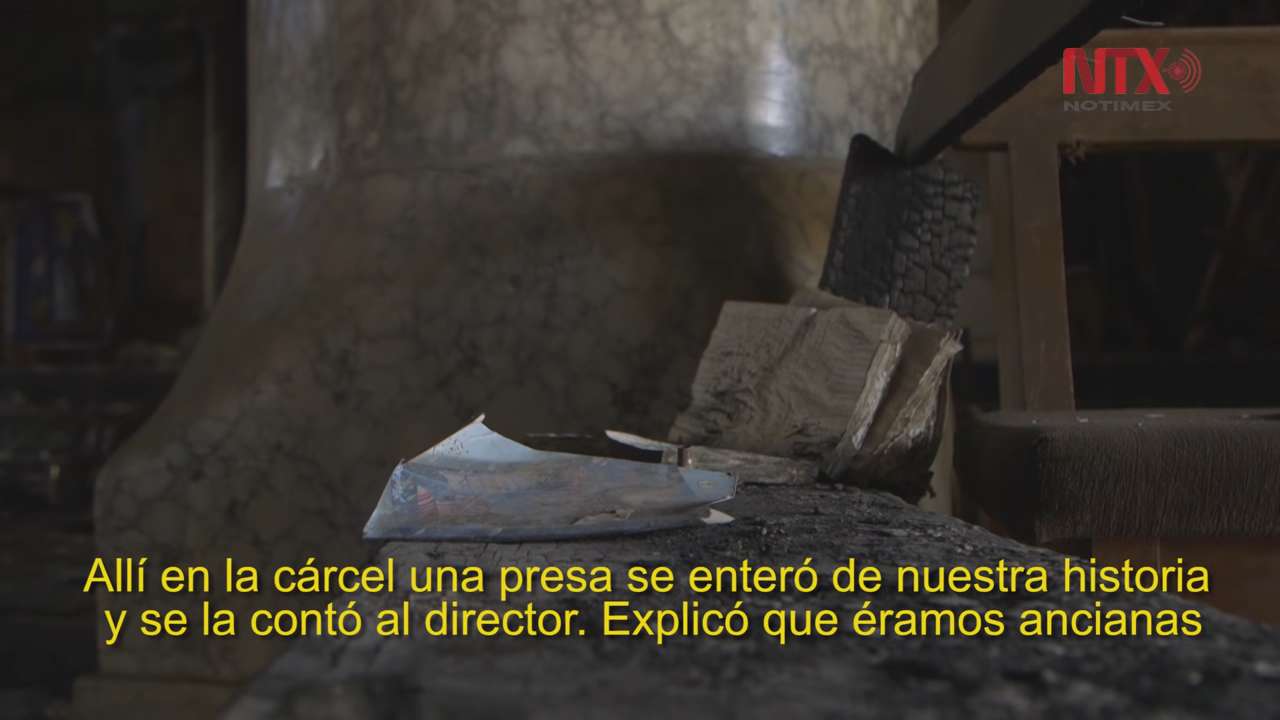 NTX
NOTIMEX
Allí en la cárcel una presa se enteró de nuestra historia
y se la contó al director. Explicó que éramos ancianas